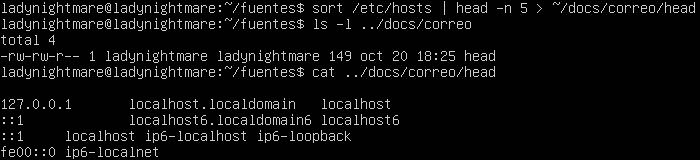 ladynightmare@ladynightmare:~/fuentes$ sort /etc/hosts | head -n 5 > ~/docs/correo/head
ladynightmare@ladynightmare:~/fuentes$ ls -l ../docs/correo
total 4
-rw-rw-r-- 1 ladynightmare ladynightmare 149 oct 20 18:25 head
ladynightmare@ladynightmare:~/fuentes$ cat ../docs/correo/head

127.0.0.1       localhost.localdomain   localhost
::1             localhost6.localdomain6 localhost6
::1     localhost ip6-localhost ip6-loopback
fe00::0 ip6-localnet